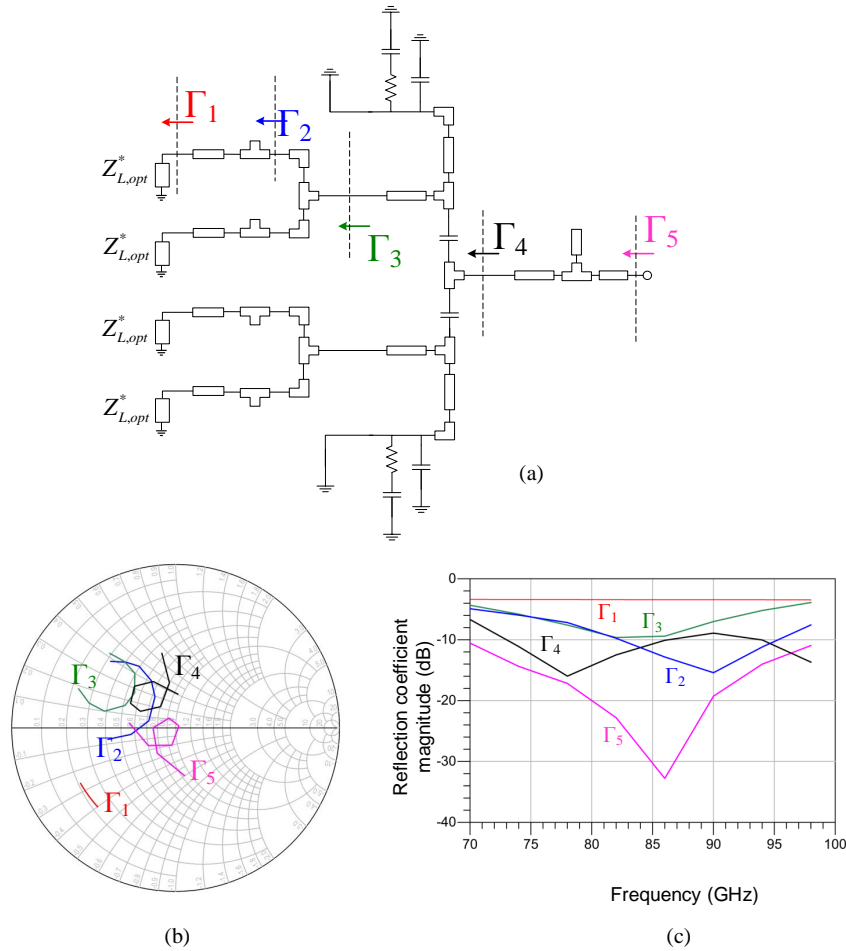 Γ1
Γ2
Z*L,opt
Z*L,opt
Γ3
Γ4
Γ5
Z*L,opt
Z*L,opt
(a)
Γ3
Γ4
Γ2
Γ5
Γ1
(b)
0
-10
-20
-30
-40
Reflection coefficient
magnitude (dB)
Γ1
Γ3
Γ4
Γ2
Γ5
70 75 80 85 90 95 100
Frequency (GHz)
(c)